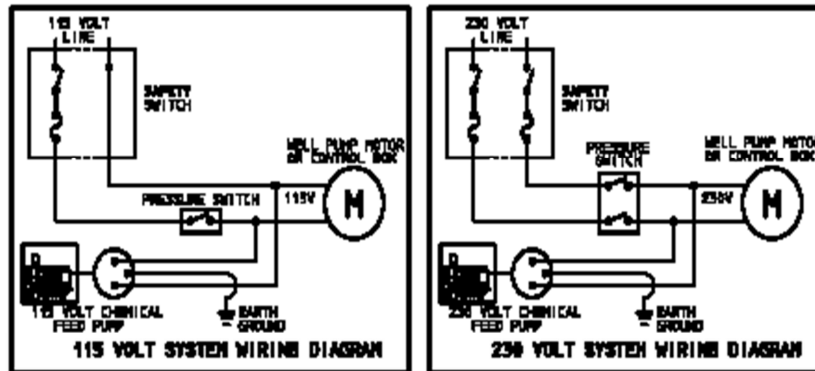 115 VOLT
LINE
SAFETY
SWITCH
WELL PUMP MOTOR
OR CONTROL BOX
PRESSURE SWITCH
115V
M
115 VOLT CHEMICAL
FEED PUMP
EARTH
GROUND
115 VOLT SYSTEM WIRING DIAGRAM
230 VOLT
LINE
SAFETY
SWITCH
PRESSURE
SWITCH
WELL PUMP MOTOR
OR CONTROL BOX
230V
M
230 VOLT CHEMICAL
FEED PUMP
EARTH
GROUND
230 VOLT SYSTEM WIRING DIAGRAM